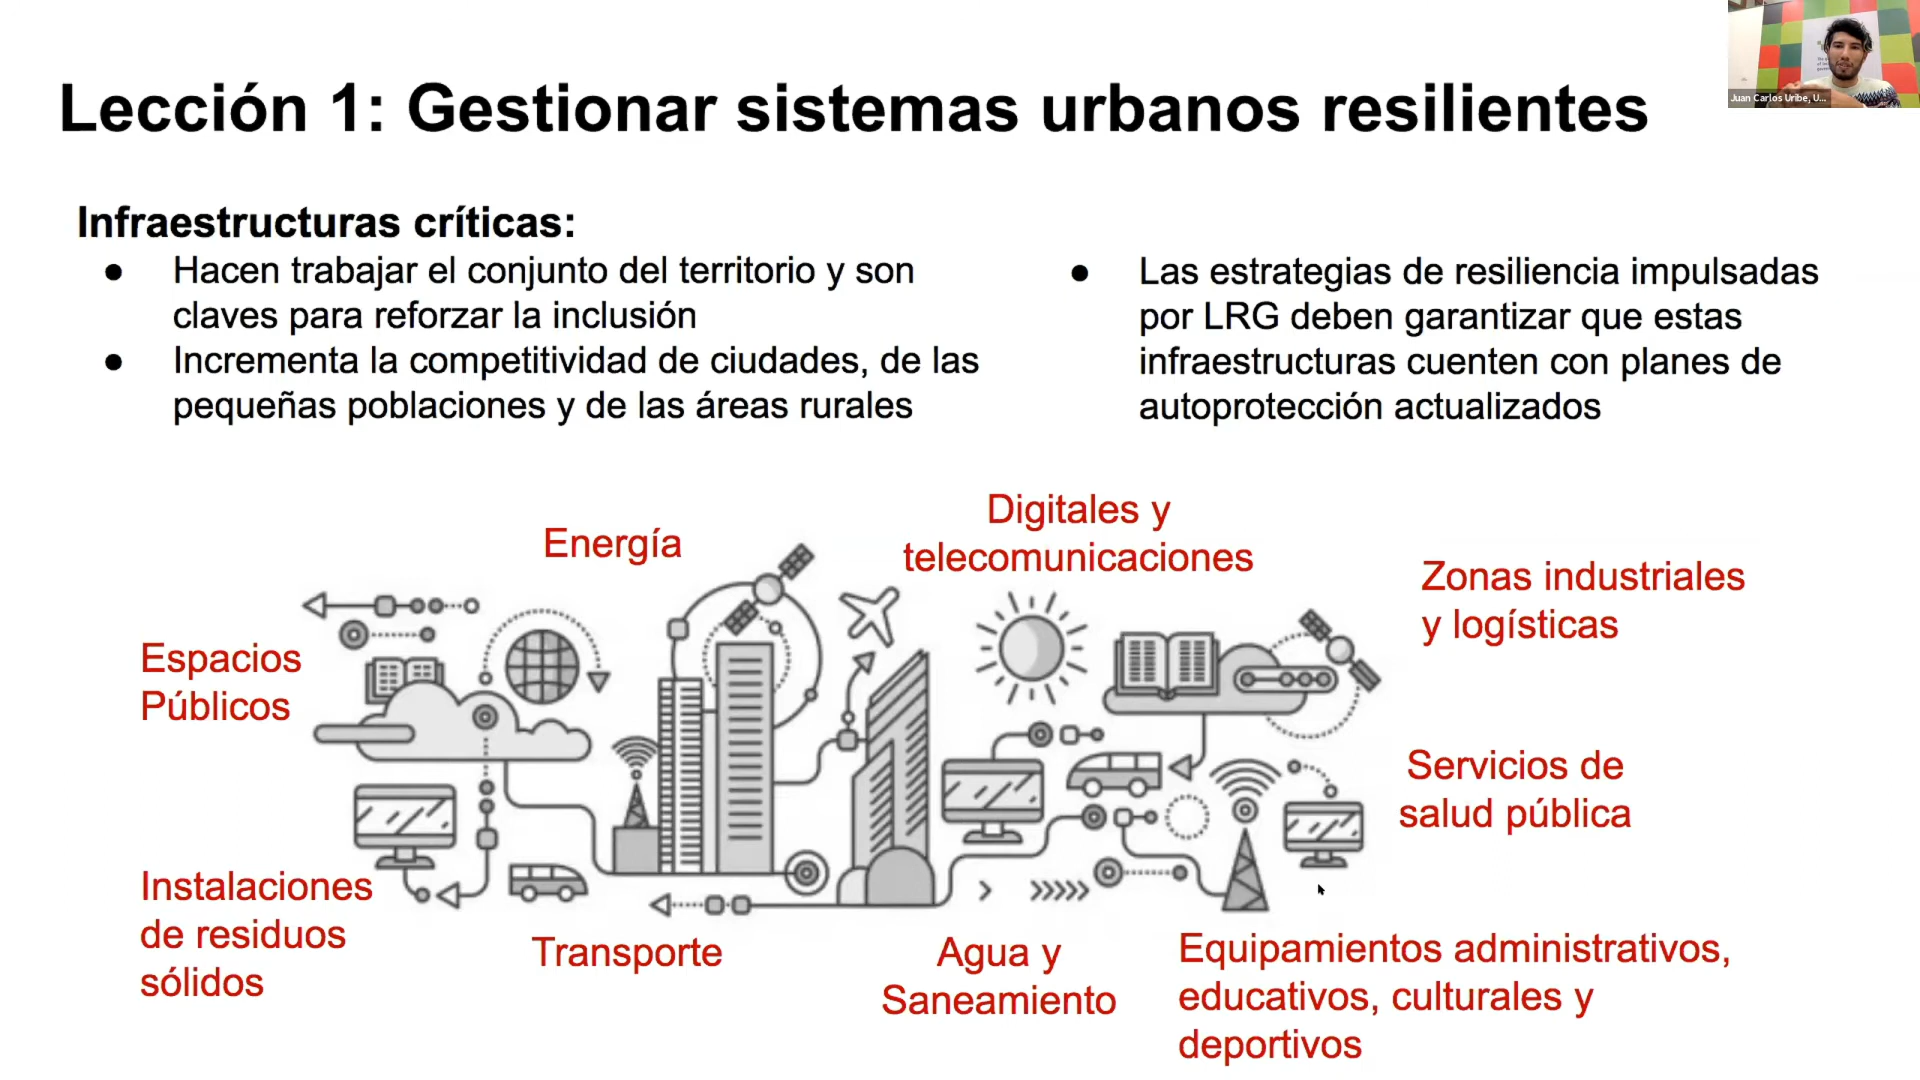 Lección 1: Gestionar sistemas urbanos resilientes
Juan Carlos Uribe, U...
Infraestructuras críticas:
● Hacen trabajar el conjunto del territorio y son
claves para reforzar la inclusión
● Incrementa la competitividad de ciudades, de las
pequeñas poblaciones y de las áreas rurales
● Las estrategias de resiliencia impulsadas
por LRG deben garantizar que estas
infraestructuras cuenten con planes de
autoprotección actualizados
Energía
Digitales y
telecomunicaciones
Zonas industriales
y logísticas
Espacios
Públicos
Servicios de
salud pública
Instalaciones
de residuos
sólidos
Transporte
Agua y
Saneamiento
Equipamientos administrativos,
educativos, culturales y
deportivos